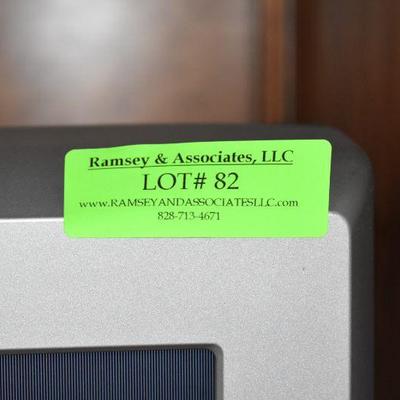 Ramsey & Associates, LLC
LOT# 82
www.RAMSEYANDASSOCIATESLLC.com
828-713-4671